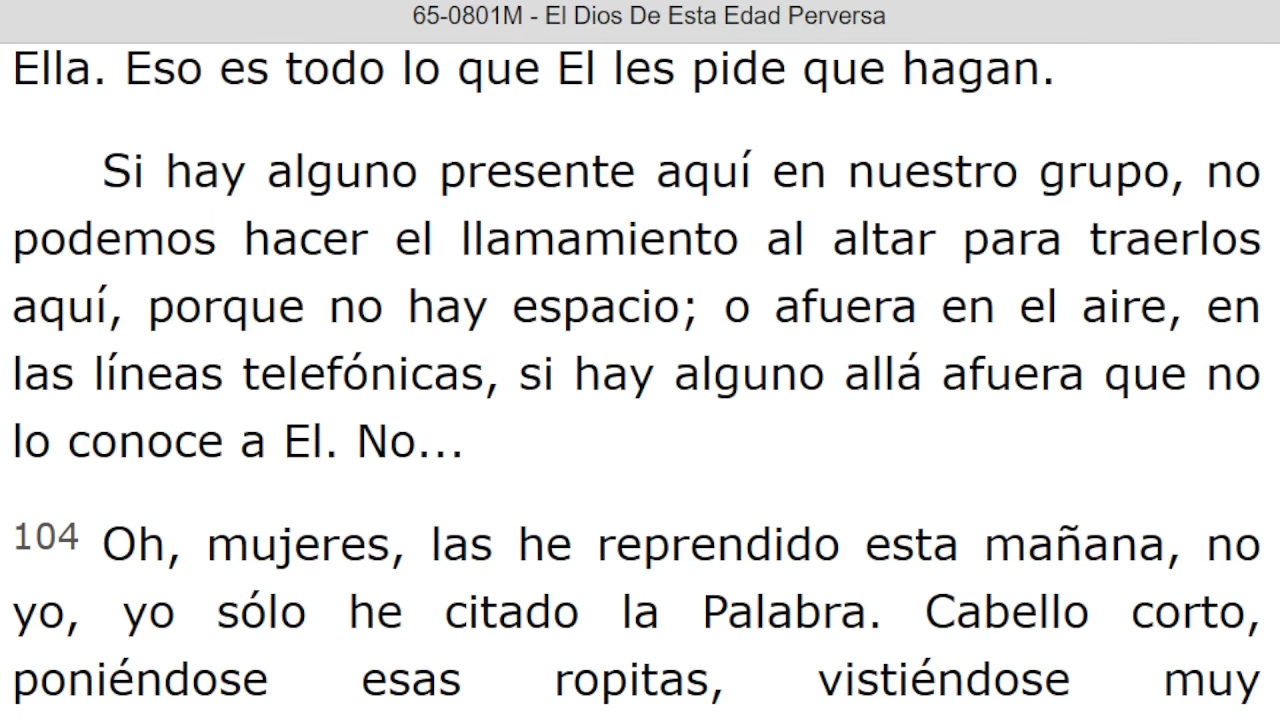 65-0801M - El Dios De Esta Edad Perversa
Ella. Eso es todo lo que El les pide que hagan.
Si hay alguno presente aquí en nuestro grupo, no
podemos hacer el llamamiento al altar para traerlos
aquí, porque no hay espacio; o afuera en el aire, en
las líneas telefónicas, si hay alguno allá afuera que no
lo conoce a El. No...
104 Oh, mujeres, las he reprendido esta mañana, no
yo, yo sólo he citado la Palabra. Cabello corto,
poniéndose esas ropitas, vistiéndose muy